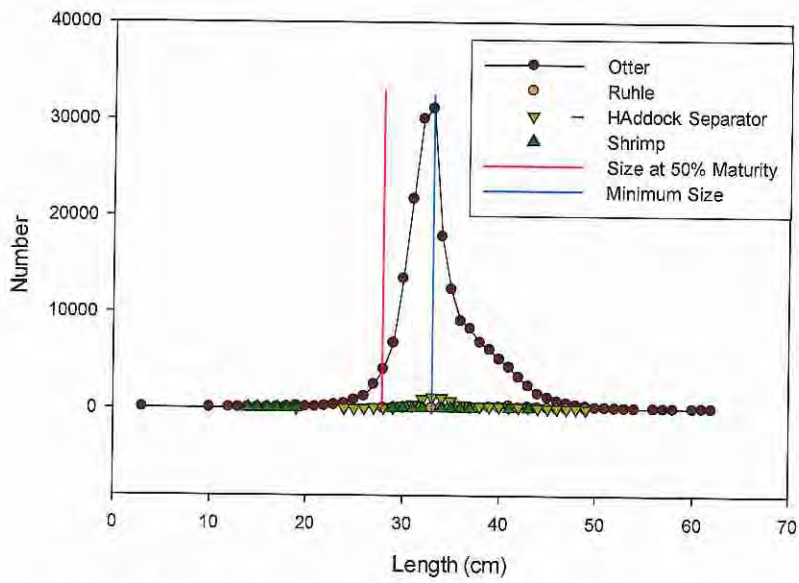 40000
30000
20000
10000
0
Number
0 10 20 30 40 50 60 70
Length (cm)
Otter
Ruhle
HAddock Separator
Shrimp
Size at 50% Maturity
Minimum Size